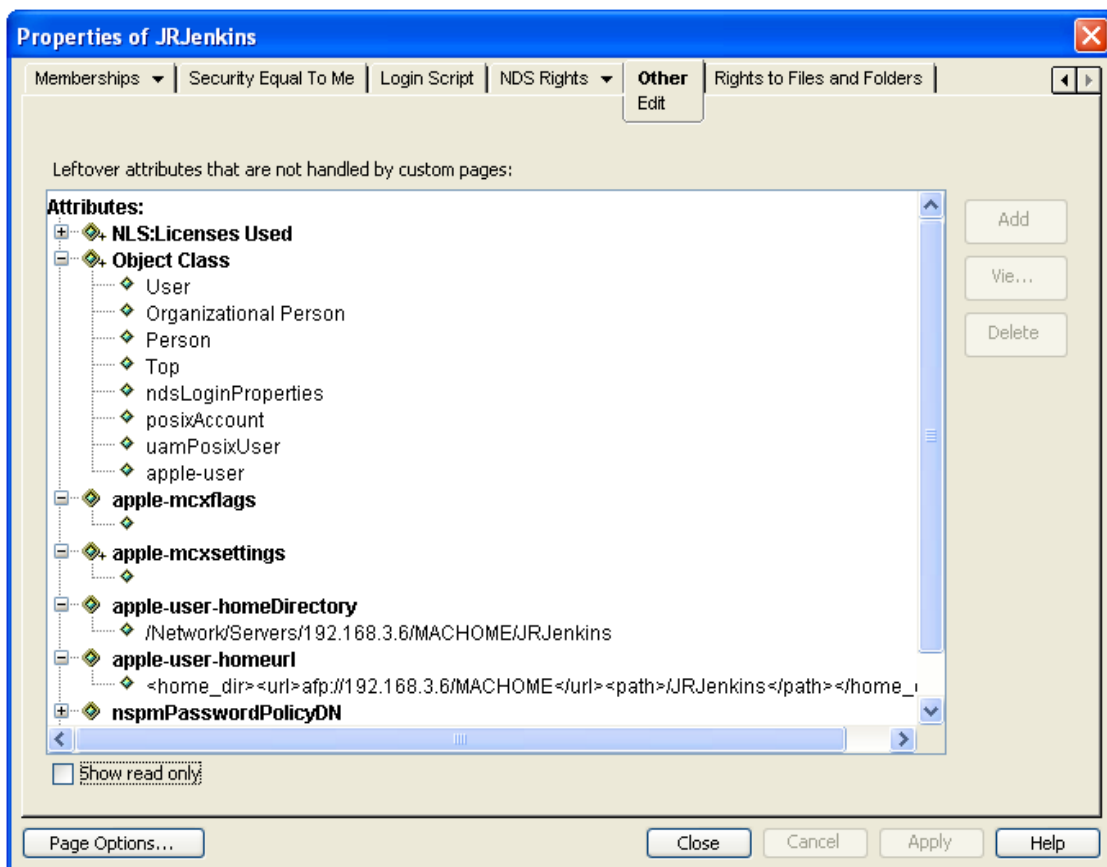 Properties of JRJenkins
Memberships Security Equal To Me Login Script NDS Rights Other Rights to Files and Folders
Edit
Leftover attributes that are not handled by custom pages:
Attributes:
NLS:Licenses Used
Object Class
User
Organizational Person
Person
Top
ndsLoginProperties
posixAccount
uamPosixUser
apple-user
apple-mcxflags
apple-mcxsettings
apple-user-homeDirectory
/Network/Servers/192.168.3.6/MACHOME/JRJenkins
apple-user-homeurl
<home_dir><url>afp://192.168.3.6/MACHOME</url><path>/JRJenkins</path></home_
nspmPasswordPolicyDN
Add
Vie...
Delete
Show read only
Page Options... Close Cancel Apply Help